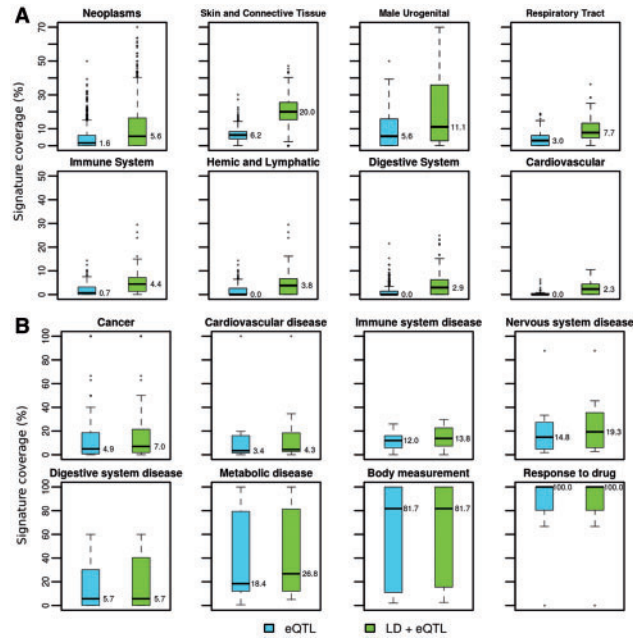 A
Neoplasms
Skin and Connective Tissue
Male Urogenital
Respiratory Tract
Signature coverage (%)
70
50
30
10
0
1.6
5.6
6.2
20.0
5.6
11.1
3.0
7.7
Immune System
Hemic and Lymphatic
Digestive System
Cardiovascular
Signature coverage (%)
50
40
30
20
10
0
0.7
4.4
0.0
3.8
0.0
2.9
0.0
2.3
B
Cancer
Cardiovascular disease
Immune system disease
Nervous system disease
Signature coverage (%)
100
80
60
40
20
0
4.9
7.0
3.4
4.3
12.0
13.8
14.8
19.3
Digestive system disease
Metabolic disease
Body measurement
Response to drug
Signature coverage (%)
100
80
60
40
20
0
5.7
5.7
18.4
26.8
81.7
81.7
100.0
100.0
eQTL
LD + eQTL